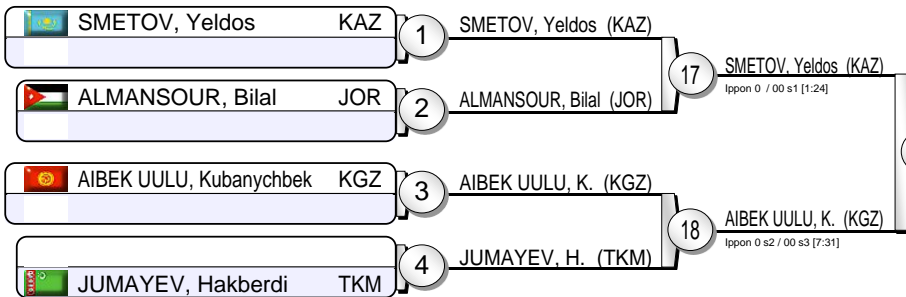 SMETOV, Yeldos KAZ
1
SMETOV, Yeldos (KAZ)
17
SMETOV, Yeldos (KAZ)
Ippon 0 / 00 s1 [1:24]
ALMANSOUR, Bilal JOR
2
ALMANSOUR, Bilal (JOR)
AIBEK UULU, Kubanychbek KGZ
3
AIBEK UULU, K. (KGZ)
18
AIBEK UULU, K. (KGZ)
Ippon 0 s2 / 00 s3 [7:31]
JUMAYEV, Hakberdi TKM
4
JUMAYEV, H. (TKM)